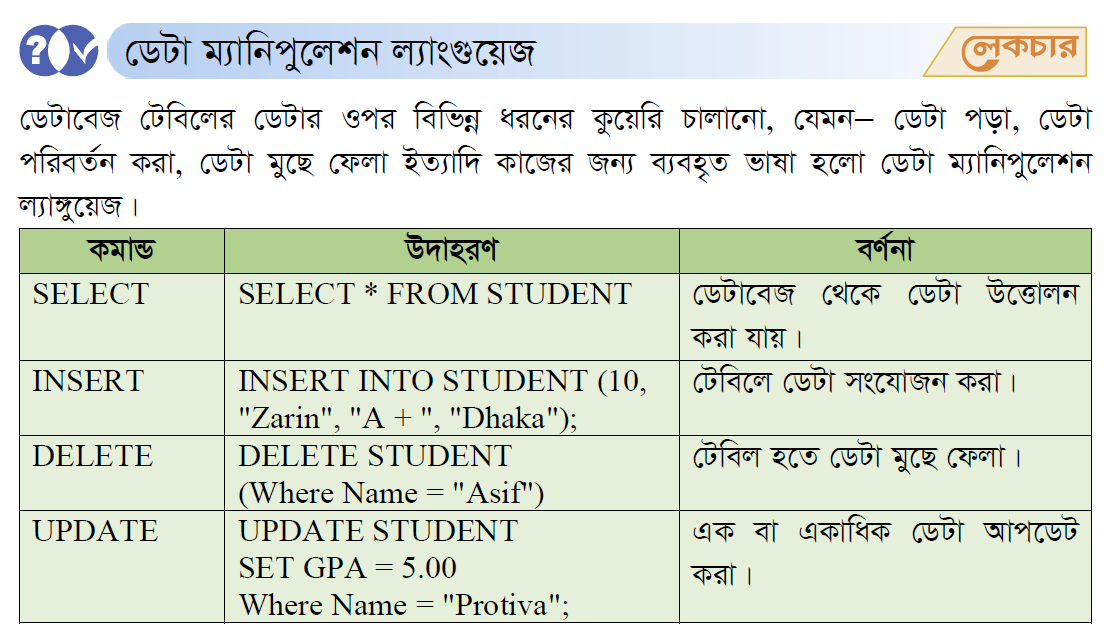 ডেটা ম্যানিপুলেশন ল্যাংগুয়েজ
লেকচার
ডেটাবেজ টেবিলের ডেটার ওপর বিভিন্ন ধরনের কুয়েরি চালানো, যেমন– ডেটা পড়া, ডেটা
পরিবর্তন করা, ডেটা মুছে ফেলা ইত্যাদি কাজের জন্য ব্যবহৃত ভাষা হলো ডেটা ম্যানিপুলেশন
ল্যাঙ্গুয়েজ।
কমান্ড উদাহরণ বর্ণনা
SELECT SELECT * FROM STUDENT ডেটাবেজ থেকে ডেটা উত্তোলন
করা যায়।
INSERT INSERT INTO STUDENT (10, টেবিলে ডেটা সংযোজন করা।
"Zarin", "A + ", "Dhaka");
DELETE DELETE STUDENT টেবিল হতে ডেটা মুছে ফেলা।
(Where Name = "Asif")
UPDATE UPDATE STUDENT এক বা একাধিক ডেটা আপডেট
SET GPA = 5.00 করা।
Where Name = "Protiva";